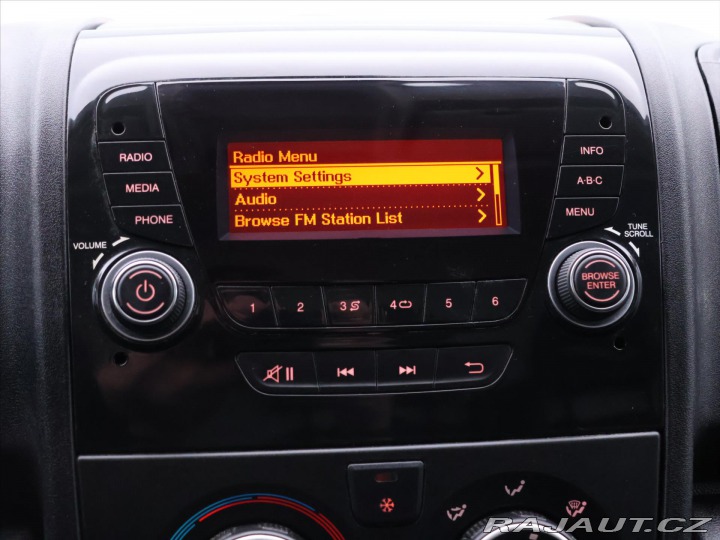 RADIO
MEDIA
PHONE
VOLUME
Radio Menu
System Settings
Audio
Browse FM Station List
INFO
A·B·C
MENU
TUNE
SCROLL
BROWSE
ENTER
1
2
3
4
5
6
RAJAUT.CZ